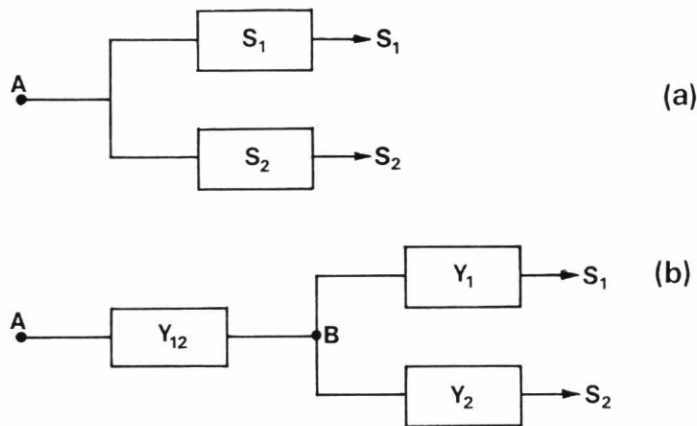 S₁ S₁
A
(a)
S₂ S₂
Y₁ S₁ (b)
A Y₁₂ B
Y₂ S₂